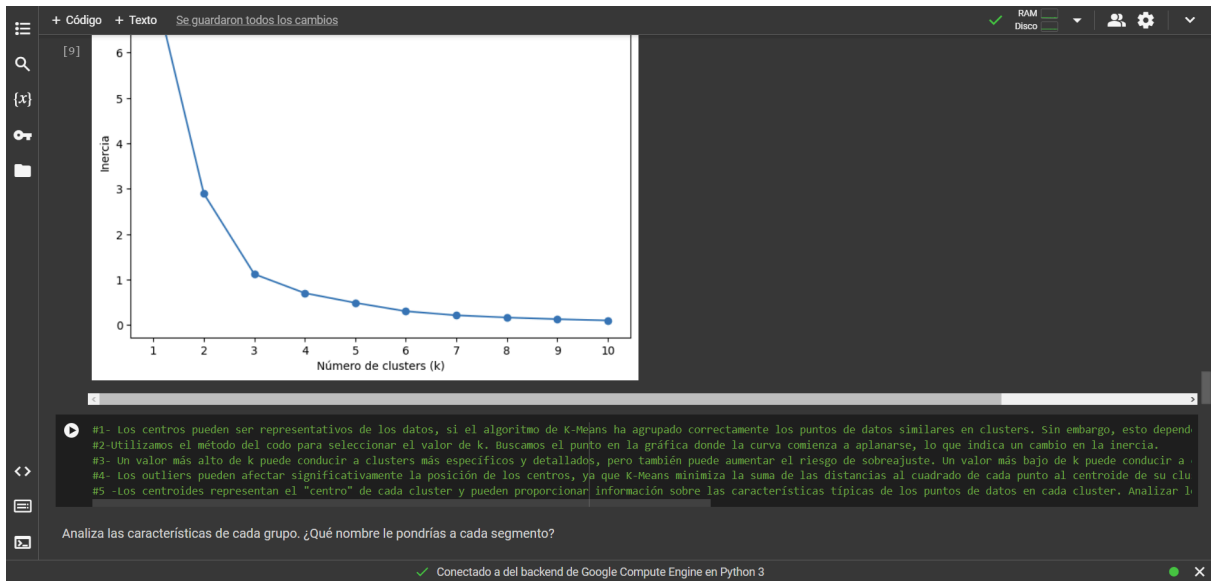 + Código + Texto Se guardaron todos los cambios
RAM
Disco
[9]
{x}
6
5
4
3
2
1
0
Inercia
1 2 3 4 5 6 7 8 9 10
Número de clusters (k)
#1- Los centros pueden ser representativos de los datos, si el algoritmo de K-Means ha agrupado correctamente los puntos de datos similares en clusters. Sin embargo, esto depend
#2-Utilizamos el método del codo para seleccionar el valor de k. Buscamos el punto en la gráfica donde la curva comienza a aplanarse, lo que indica un cambio en la inercia.
#3- Un valor más alto de k puede conducir a clusters más específicos y detallados, pero también puede aumentar el riesgo de sobreajuste. Un valor más bajo de k puede conducir a
#4- Los outliers pueden afectar significativamente la posición de los centros, ya que K-Means minimiza la suma de las distancias al cuadrado de cada punto al centroide de su clu
#5 -Los centroides representan el "centro" de cada cluster y pueden proporcionar información sobre las características típicas de los puntos de datos en cada cluster. Analizar l
Analiza las características de cada grupo. ¿Qué nombre le pondrías a cada segmento?
Conectado a del backend de Google Compute Engine en Python 3